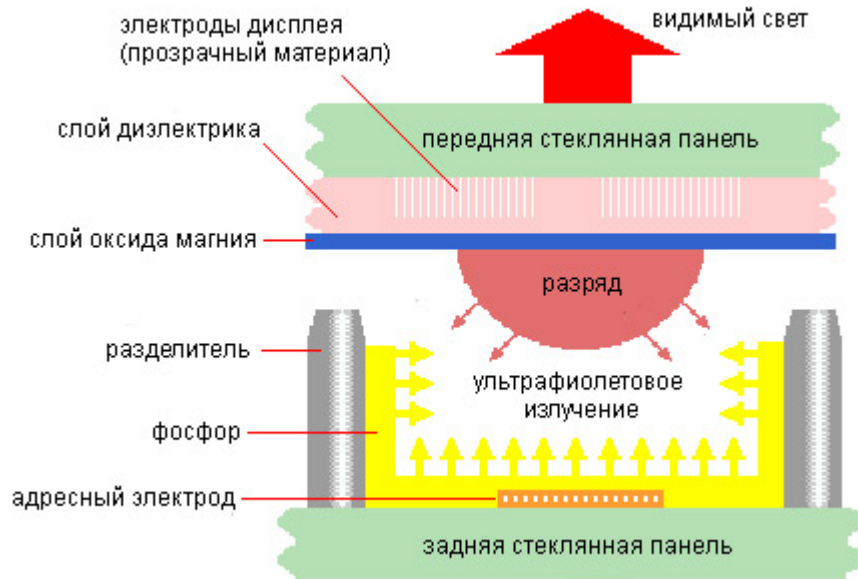 электроды дисплея
(прозрачный материал)
видимый свет
слой диэлектрика
передняя стеклянная панель
слой оксида магния
разряд
разделитель
ультрафиолетовое
излучение
фосфор
адресный электрод
задняя стеклянная панель